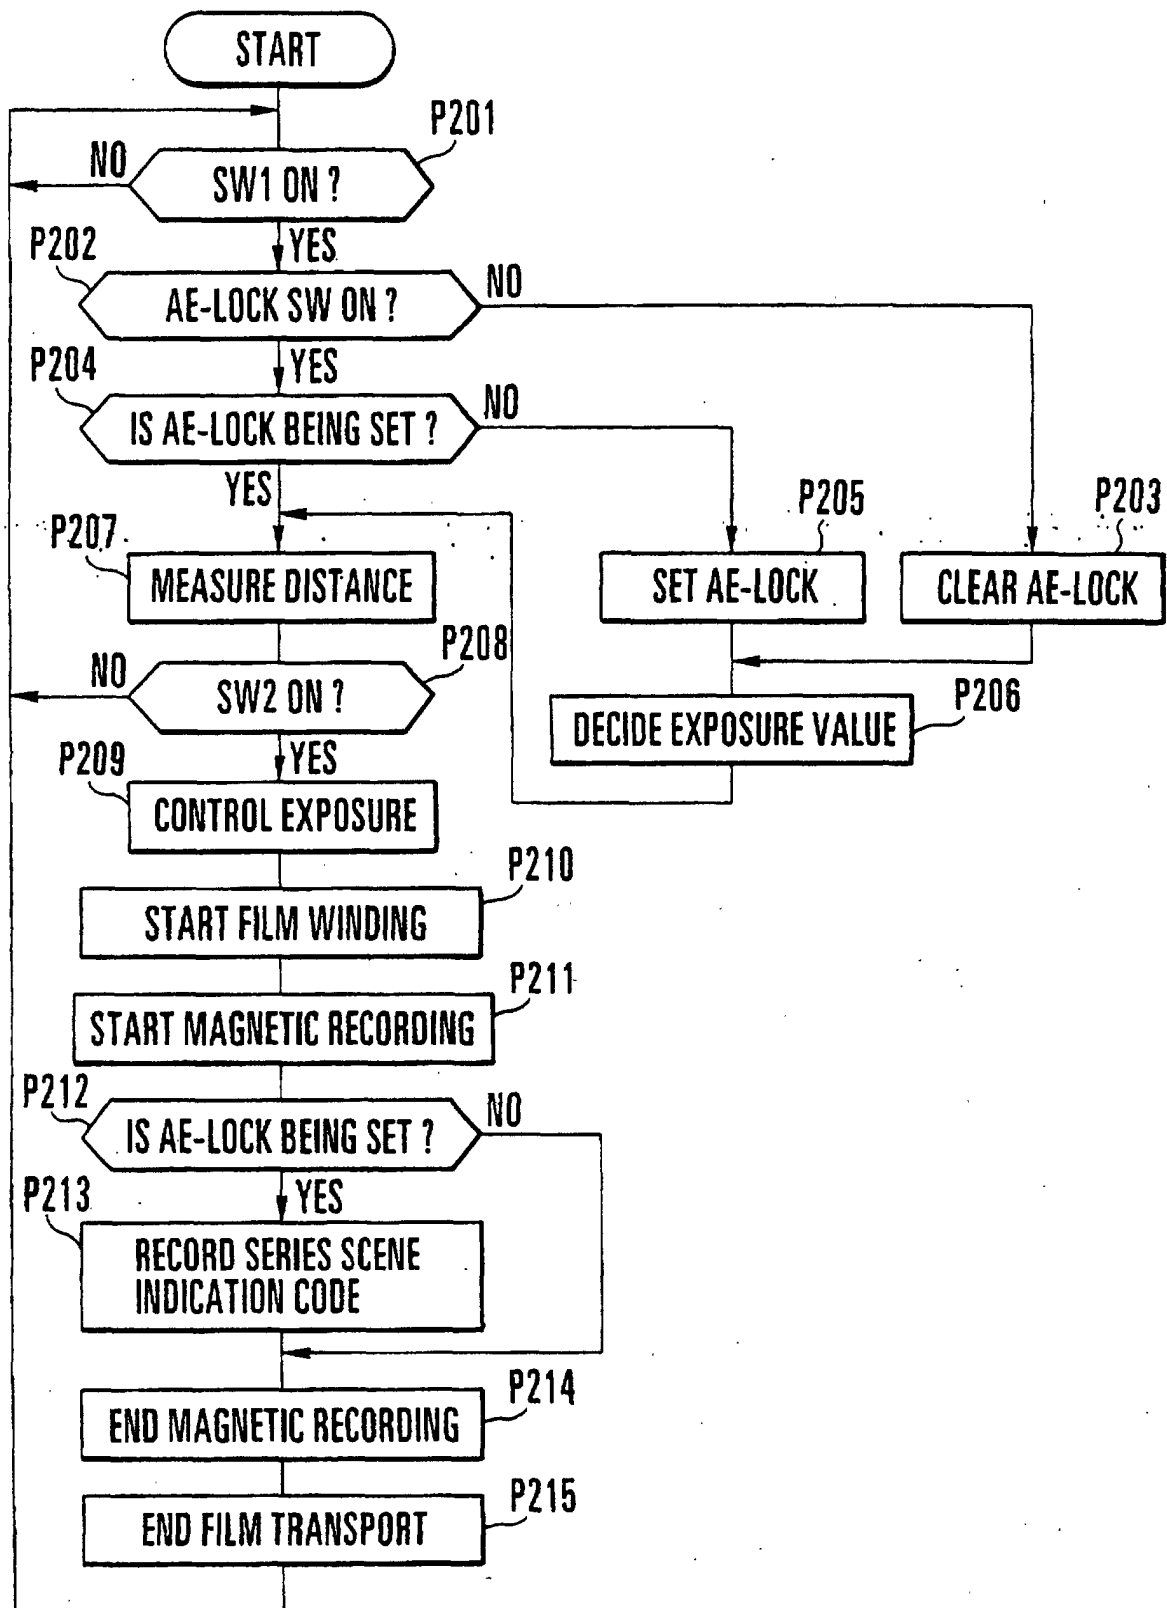 START
P201
NO
SW1 ON ?
YES
P202
AE-LOCK SW ON ?
NO
YES
P204
IS AE-LOCK BEING SET ?
NO
YES
P205
SET AE-LOCK
P203
CLEAR AE-LOCK
P207
MEASURE DISTANCE
P206
DECIDE EXPOSURE VALUE
P208
NO
SW2 ON ?
YES
P209
CONTROL EXPOSURE
P210
START FILM WINDING
P211
START MAGNETIC RECORDING
P212
IS AE-LOCK BEING SET ?
NO
YES
P213
RECORD SERIES SCENE
INDICATION CODE
P214
END MAGNETIC RECORDING
P215
END FILM TRANSPORT